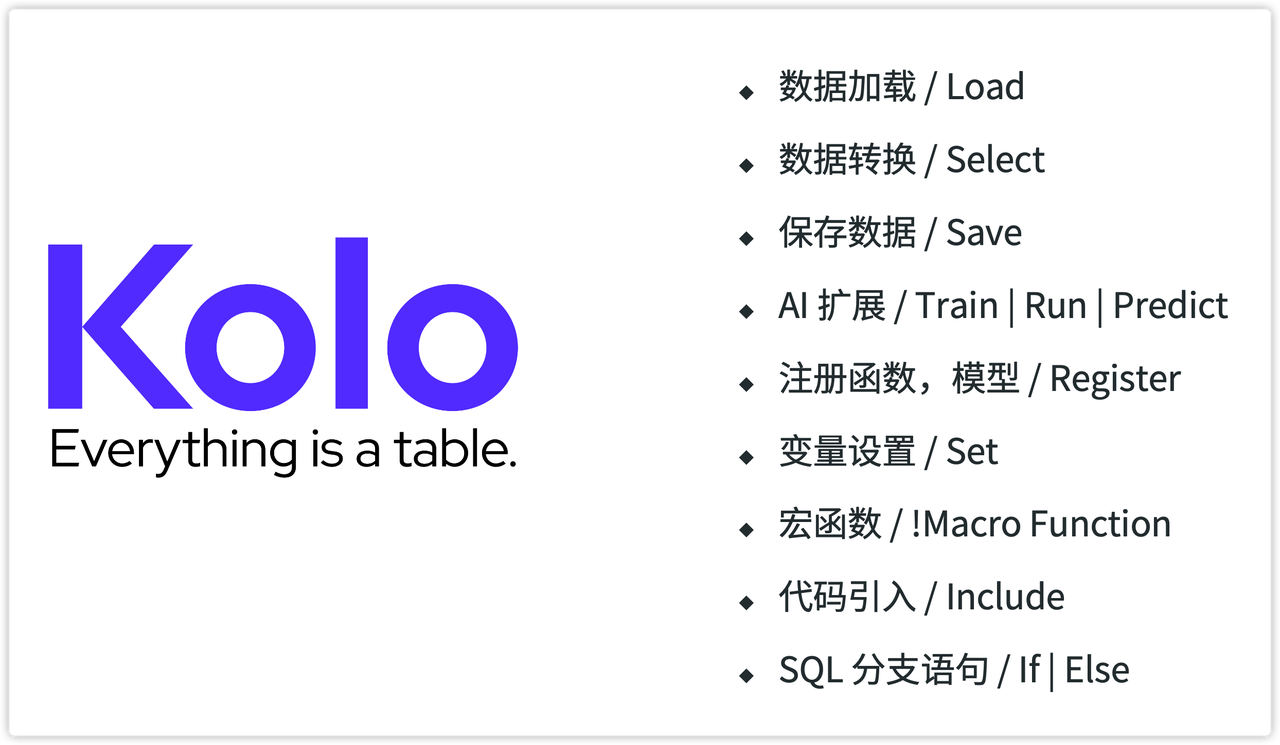 Kolo
Everything is a table.
数据加载 / Load
数据转换 / Select
保存数据 / Save
AI 扩展 / Train | Run | Predict
注册函数，模型 / Register
变量设置 / Set
宏函数 / !Macro Function
代码引入 / Include
SQL 分支语句 / If | Else